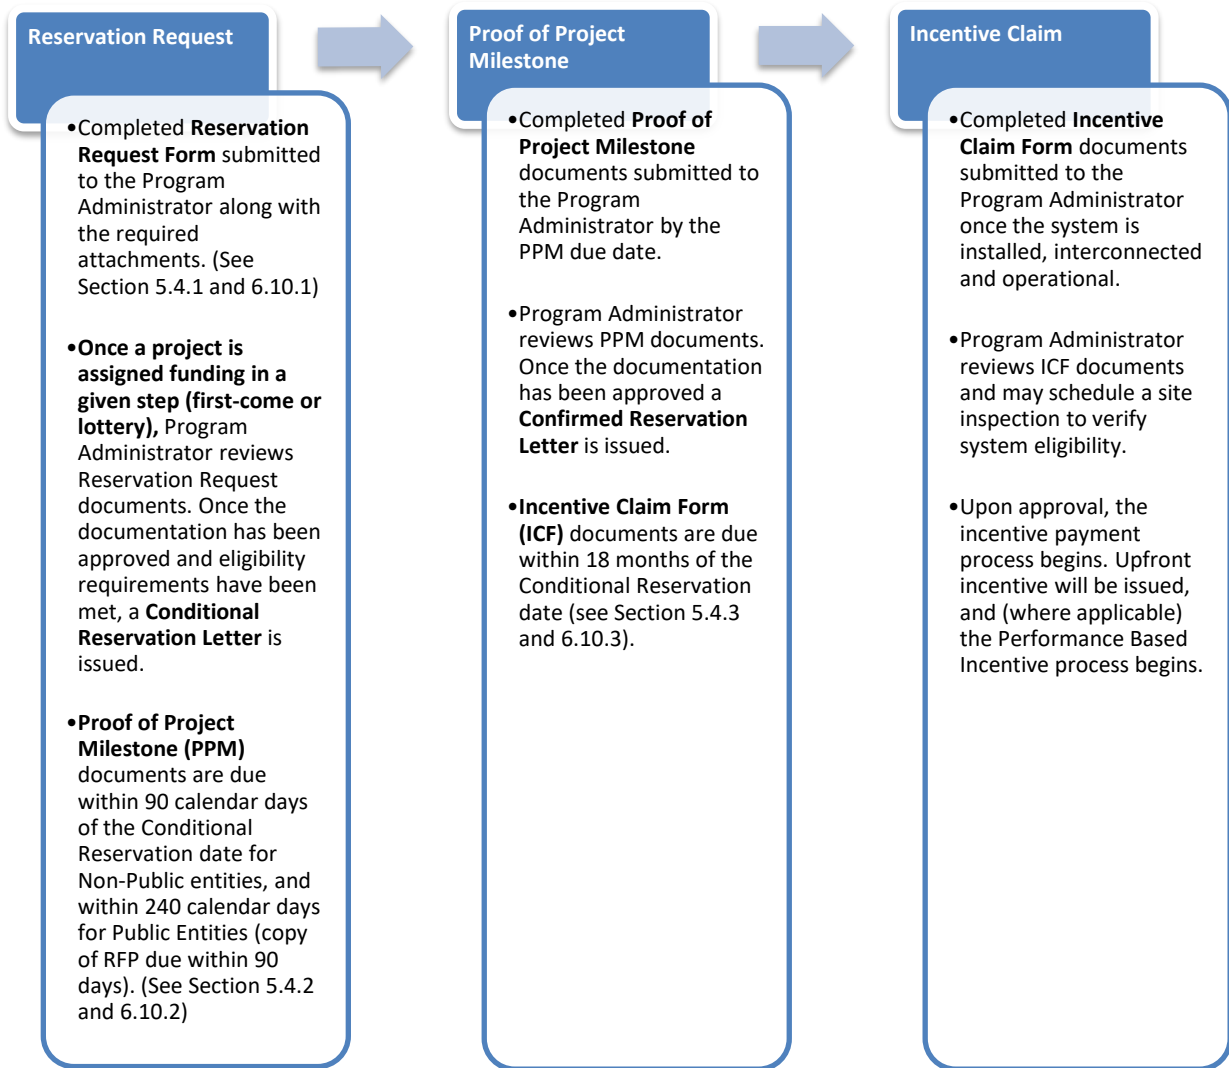 Reservation Request
•Completed Reservation
Request Form submitted
to the Program
Administrator along with
the required
attachments. (See
Section 5.4.1 and 6.10.1)
•Once a project is
assigned funding in a
given step (first-come or
lottery), Program
Administrator reviews
Reservation Request
documents. Once the
documentation has been
approved and eligibility
requirements have been
met, a Conditional
Reservation Letter is
issued.
•Proof of Project
Milestone (PPM)
documents are due
within 90 calendar days
of the Conditional
Reservation date for
Non-Public entities, and
within 240 calendar days
for Public Entities (copy
of RFP due within 90
days). (See Section 5.4.2
and 6.10.2)
Proof of Project
Milestone
•Completed Proof of
Project Milestone
documents submitted to
the Program
Administrator by the
PPM due date.
•Program Administrator
reviews PPM documents.
Once the documentation
has been approved a
Confirmed Reservation
Letter is issued.
•Incentive Claim Form
(ICF) documents are due
within 18 months of the
Conditional Reservation
date (see Section 5.4.3
and 6.10.3).
Incentive Claim
•Completed Incentive
Claim Form documents
submitted to the
Program Administrator
once the system is
installed, interconnected
and operational.
•Program Administrator
reviews ICF documents
and may schedule a site
inspection to verify
system eligibility.
•Upon approval, the
incentive payment
process begins. Upfront
incentive will be issued,
and (where applicable)
the Performance Based
Incentive process begins.